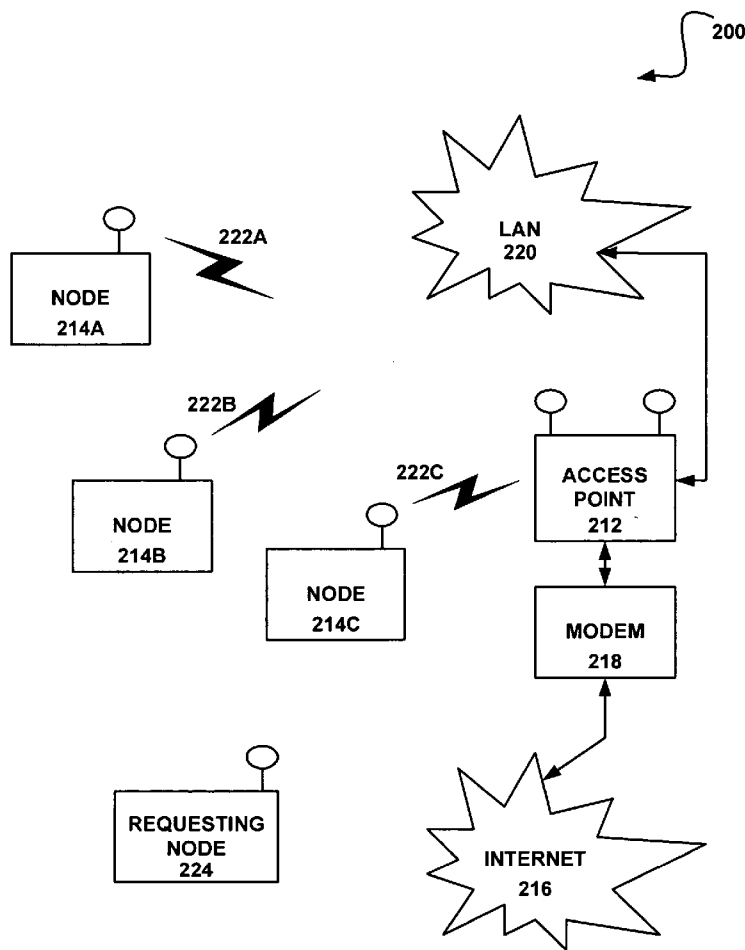 200
LAN
220
222A
NODE
214A
222B
222C
ACCESS
POINT
212
NODE
214B
NODE
214C
MODEM
218
REQUESTING
NODE
224
INTERNET
216